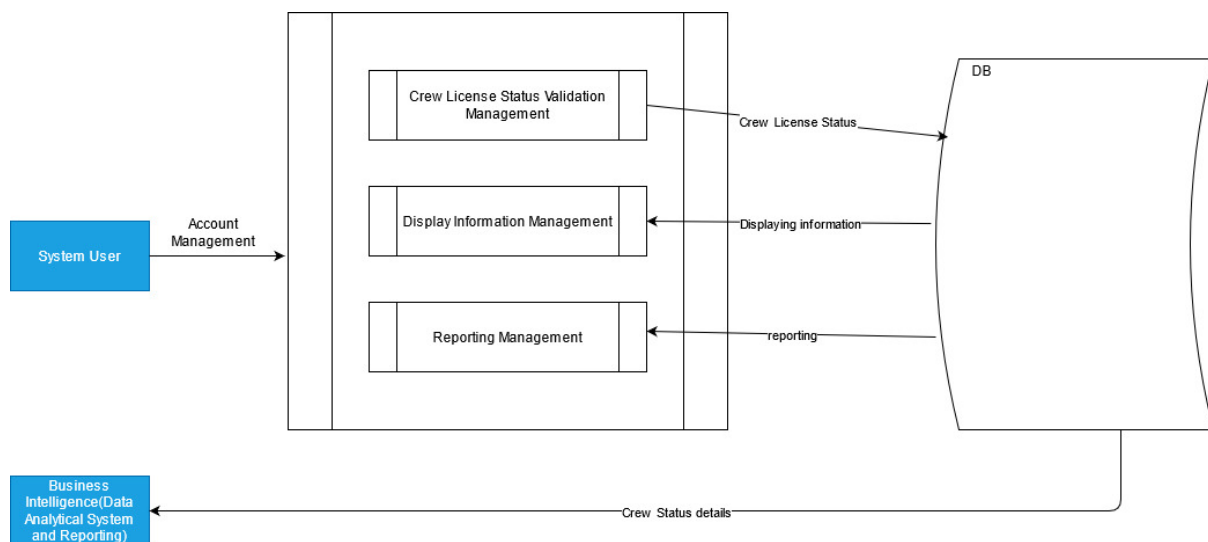 DB
Crew License Status Validation
Management
Crew License Status
Account
Management
System User
Display Information Management
Displaying information
Reporting Management
reporting
Business
Intelligence(Data
Analytical System
and Reporting)
Crew Status details